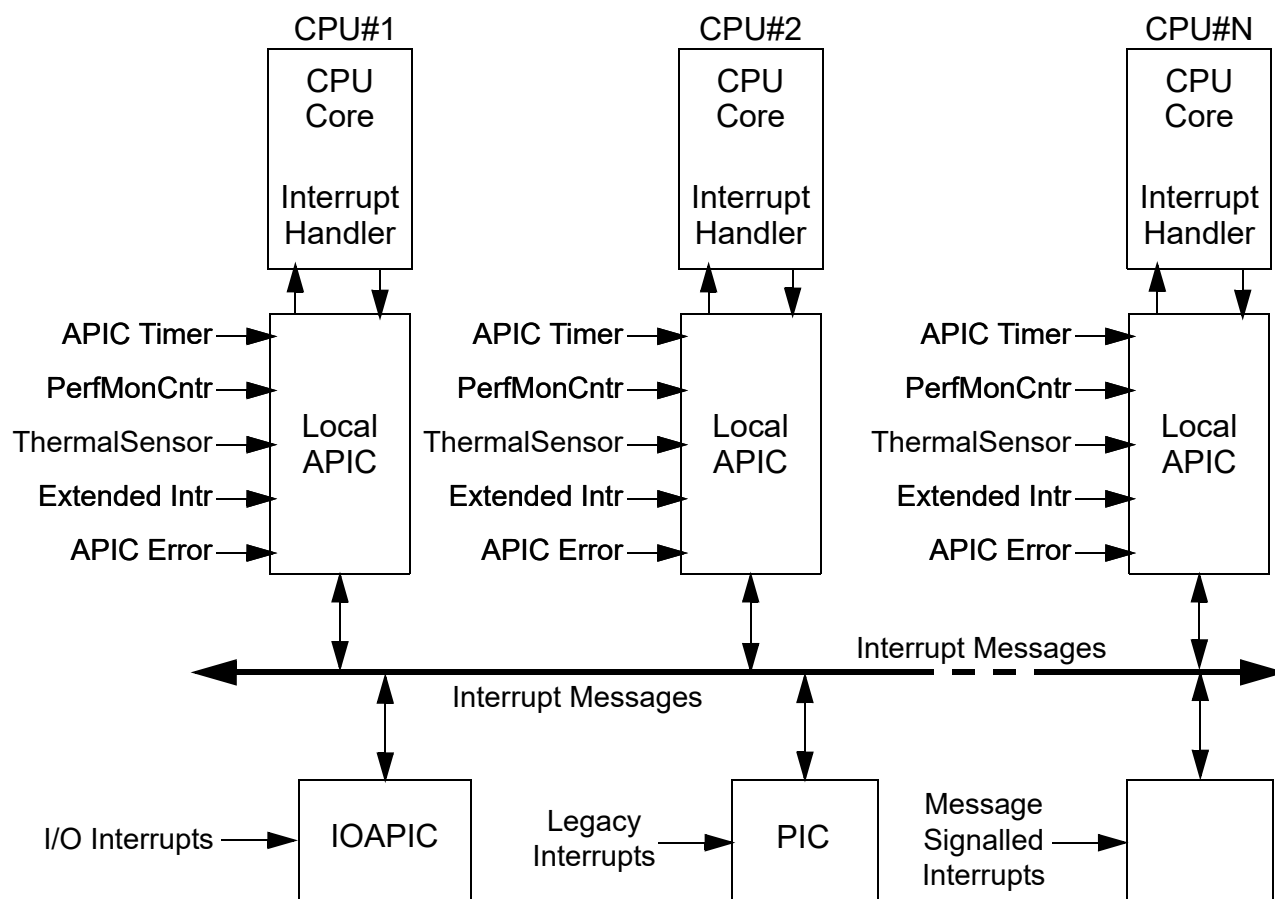 CPU#1
CPU
Core
Interrupt
Handler
CPU#2
CPU
Core
Interrupt
Handler
CPU#N
CPU
Core
Interrupt
Handler
APIC Timer
PerfMonCntr
ThermalSensor
Extended Intr
APIC Error
Local
APIC
APIC Timer
PerfMonCntr
ThermalSensor
Extended Intr
APIC Error
Local
APIC
APIC Timer
PerfMonCntr
ThermalSensor
Extended Intr
APIC Error
Local
APIC
Interrupt Messages
Interrupt Messages
I/O Interrupts
IOAPIC
Legacy
Interrupts
PIC
Message
Signalled
Interrupts